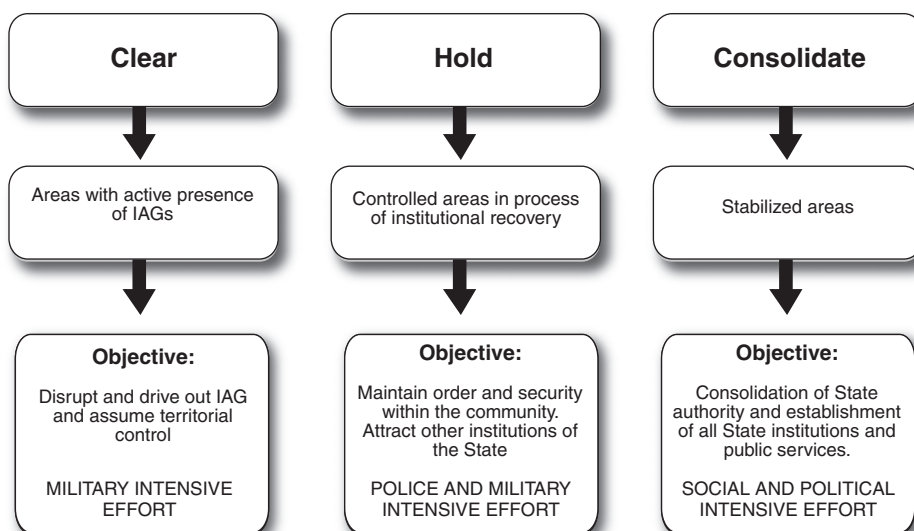 Clear
Areas with active presence
of IAGs
Objective:
Disrupt and drive out IAG
and assume territorial
control
MILITARY INTENSIVE
EFFORT
Hold
Controlled areas in process
of institutional recovery
Objective:
Maintain order and security
within the community.
Attract other institutions of
the State
POLICE AND MILITARY
INTENSIVE EFFORT
Consolidate
Stabilized areas
Objective:
Consolidation of State
authority and establishment
of all State institutions and
public services.
SOCIAL AND POLITICAL
INTENSIVE EFFORT